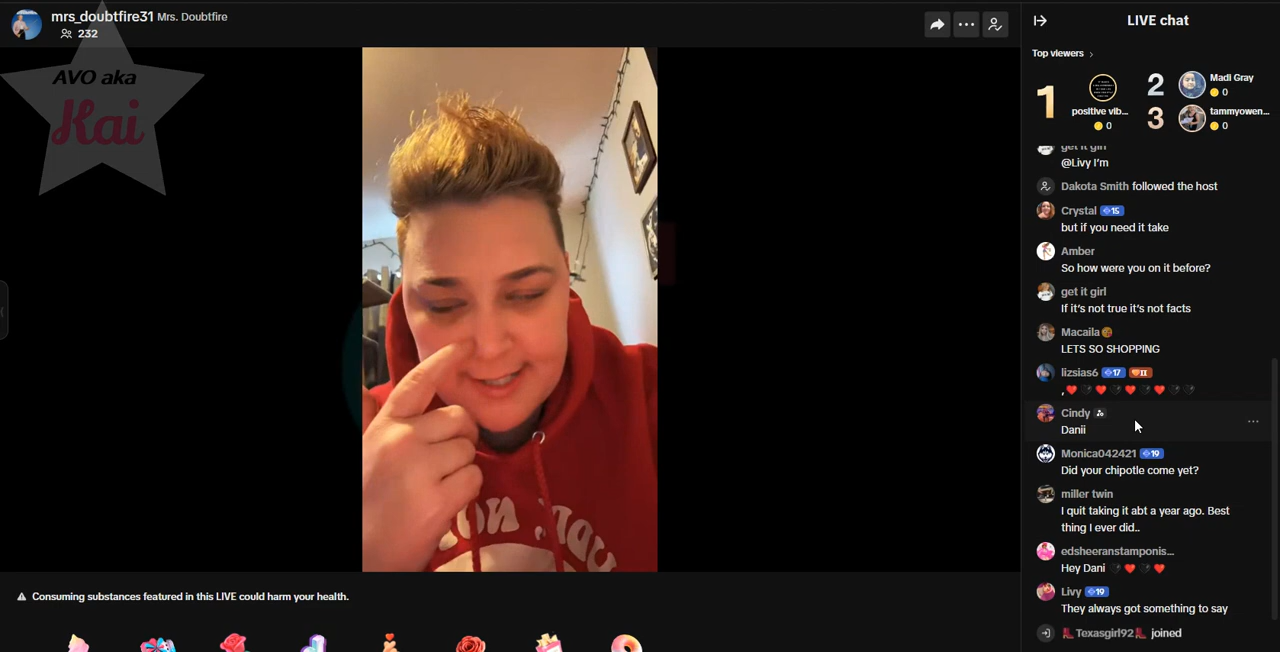 mrs_doubtfire31 Mrs. Doubtfire
232
AVO aka
Kai
LIVE chat
Top viewers
1
positive vib...
0
2
Madi Gray
0
3
tammyowen...
0
get it girl
@Livy I'm
Dakota Smith followed the host
Crystal 15
but if you need it take
Amber
So how were you on it before?
get it girl
If it's not true it's not facts
Macaila
LETS SO SHOPPING
lizsias6 17 II
Cindy
Danii
Monica042421 19
Did your chipotle come yet?
miller twin
I quit taking it abt a year ago. Best
thing I ever did..
edsheeranstamponis...
Hey Dani
Livy 19
They always got something to say
Texasgirl92 joined
Consuming substances featured in this LIVE could harm your health.